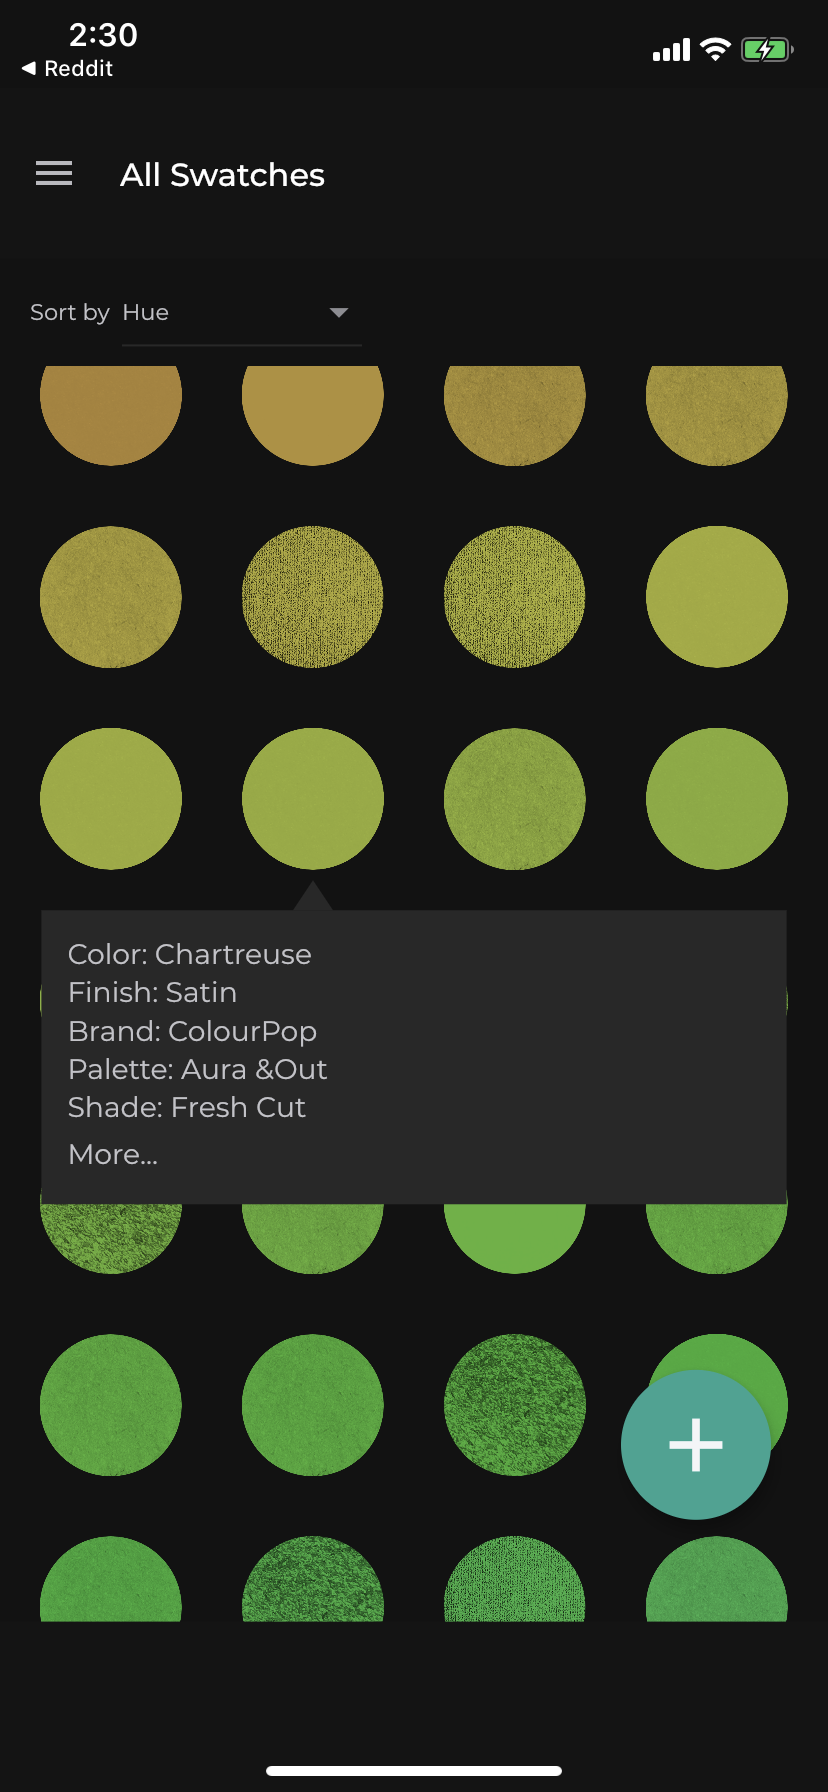 2:30
◀ Reddit
All Swatches
Sort by Hue
Color: Chartreuse
Finish: Satin
Brand: ColourPop
Palette: Aura &Out
Shade: Fresh Cut
More...